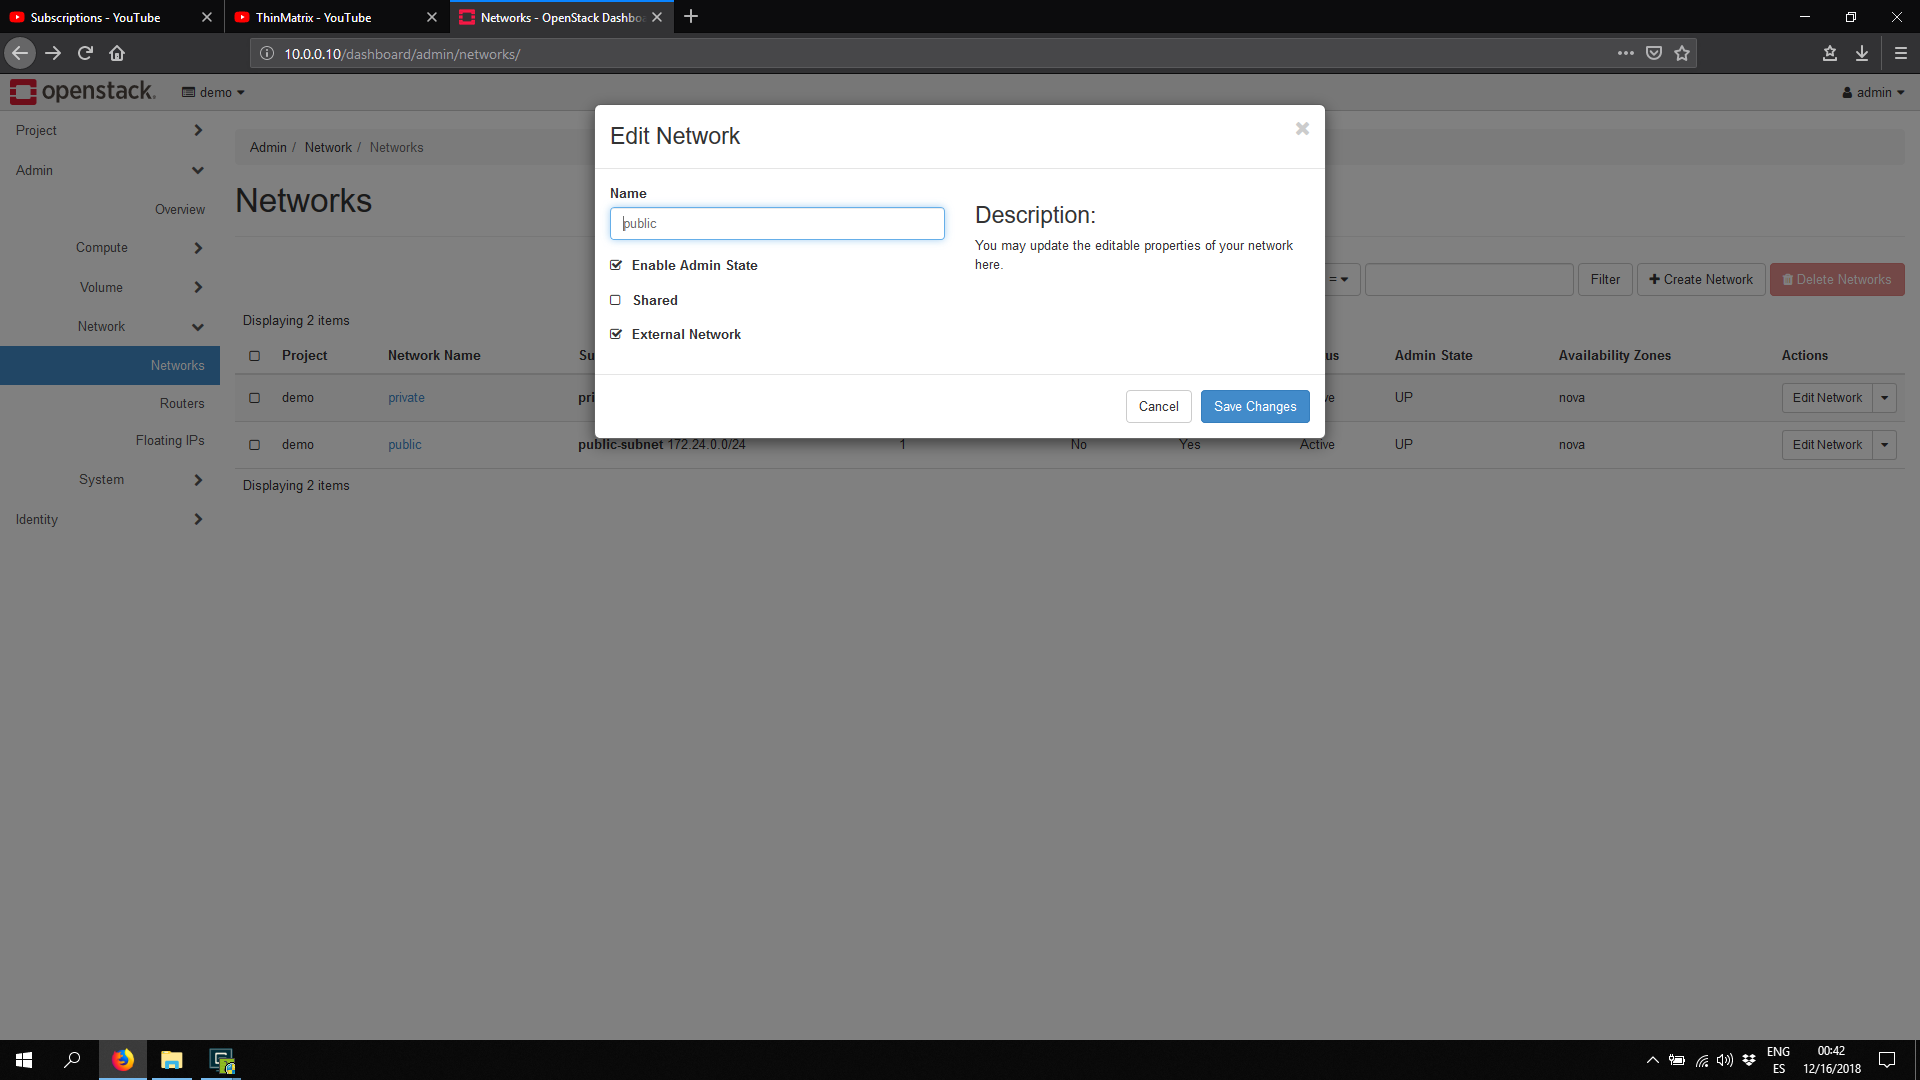 Subscriptions - YouTube
ThinMatrix - YouTube
Networks - OpenStack Dashbo
10.0.0.10/dashboard/admin/networks/
openstack.
demo
admin
Project
Admin
Overview
Compute
Volume
Network
Networks
Routers
Floating IPs
System
Identity
Admin / Network / Networks
Networks
= Filter Create Network Delete Networks
Displaying 2 items
Project Network Name Su us Admin State Availability Zones Actions
demo private pri ve UP nova Edit Network
demo public public-subnet 172.24.0.0/24 1 No Yes Active UP nova Edit Network
Displaying 2 items
Edit Network
Name
public
Enable Admin State
Shared
External Network
Description:
You may update the editable properties of your network
here.
Cancel Save Changes
ENG
ES
00:42
12/16/2018